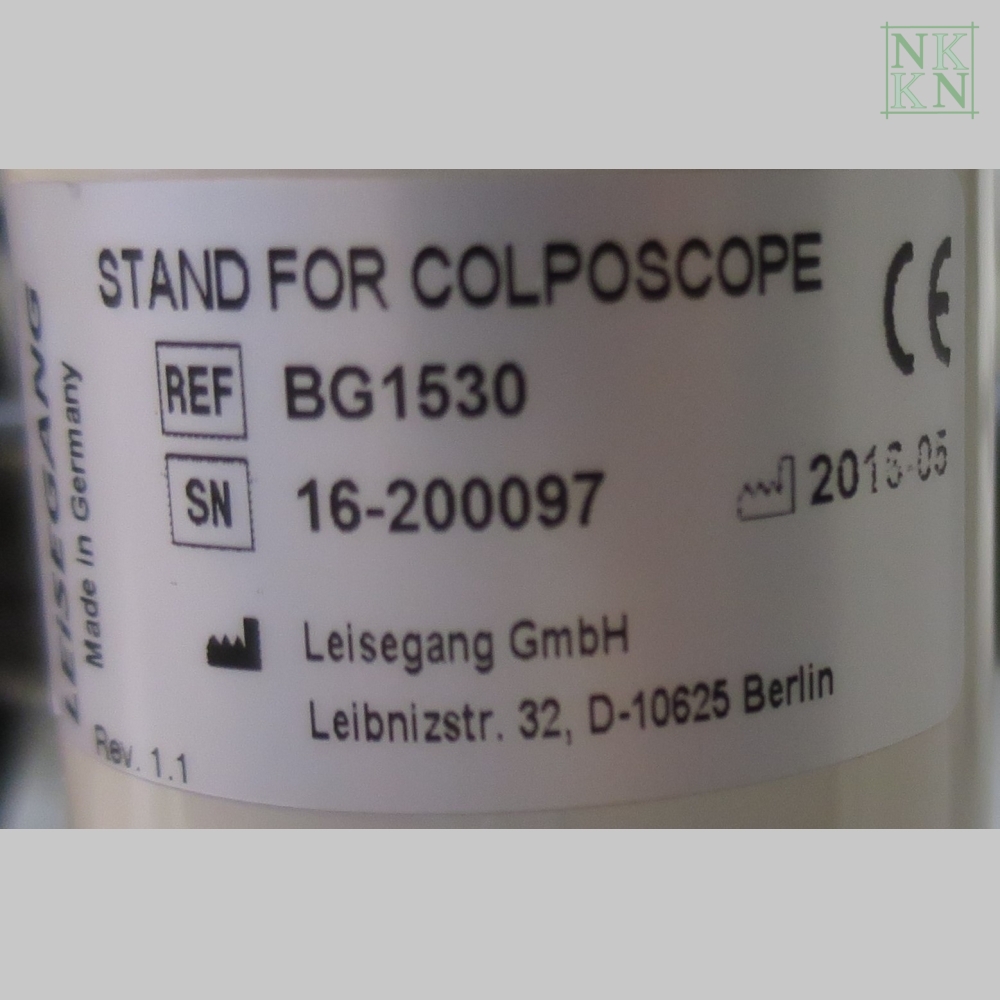 NK
KN
STAND FOR COLPOSCOPE
CE
REF BG1530
SN 16-200097
LEISEGANG
Made in Germany
Leisegang GmbH
Leibnizstr. 32, D-10625 Berlin
Rev. 1.1